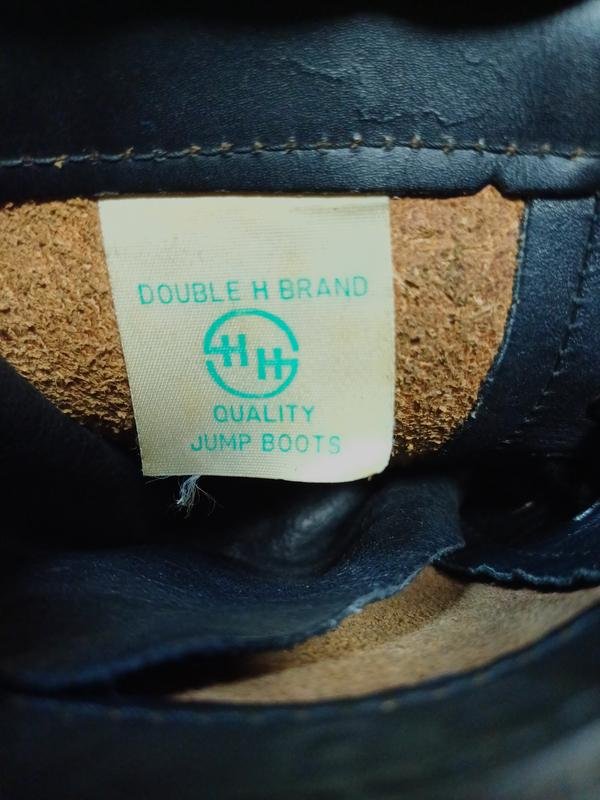 DOUBLE H BRAND
HH
QUALITY
JUMP BOOTS